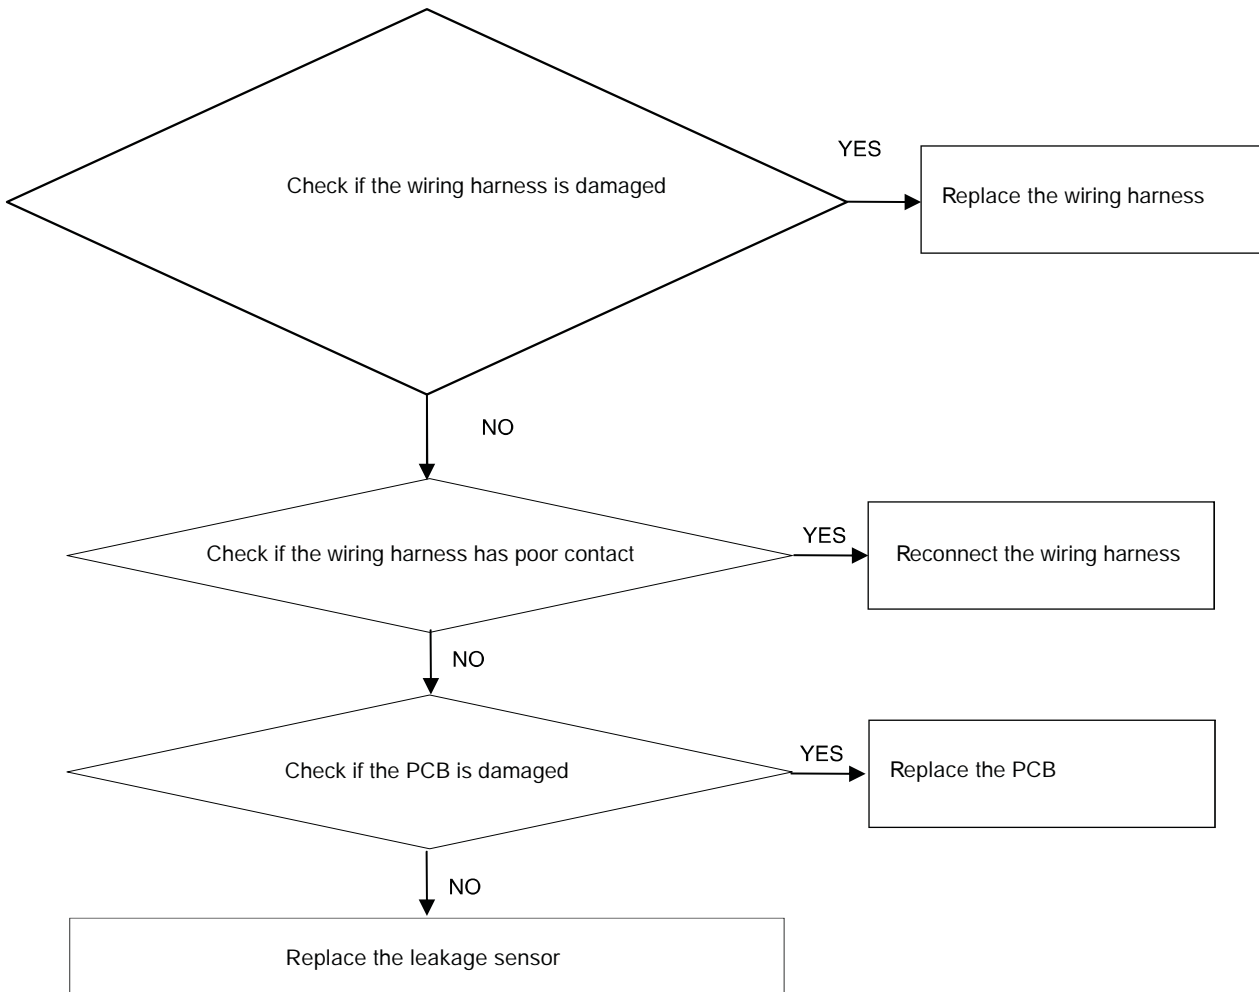 YES
Check if the wiring harness is damaged
Replace the wiring harness
NO
Check if the wiring harness has poor contact
YES
Reconnect the wiring harness
NO
Check if the PCB is damaged
YES
Replace the PCB
NO
Replace the leakage sensor